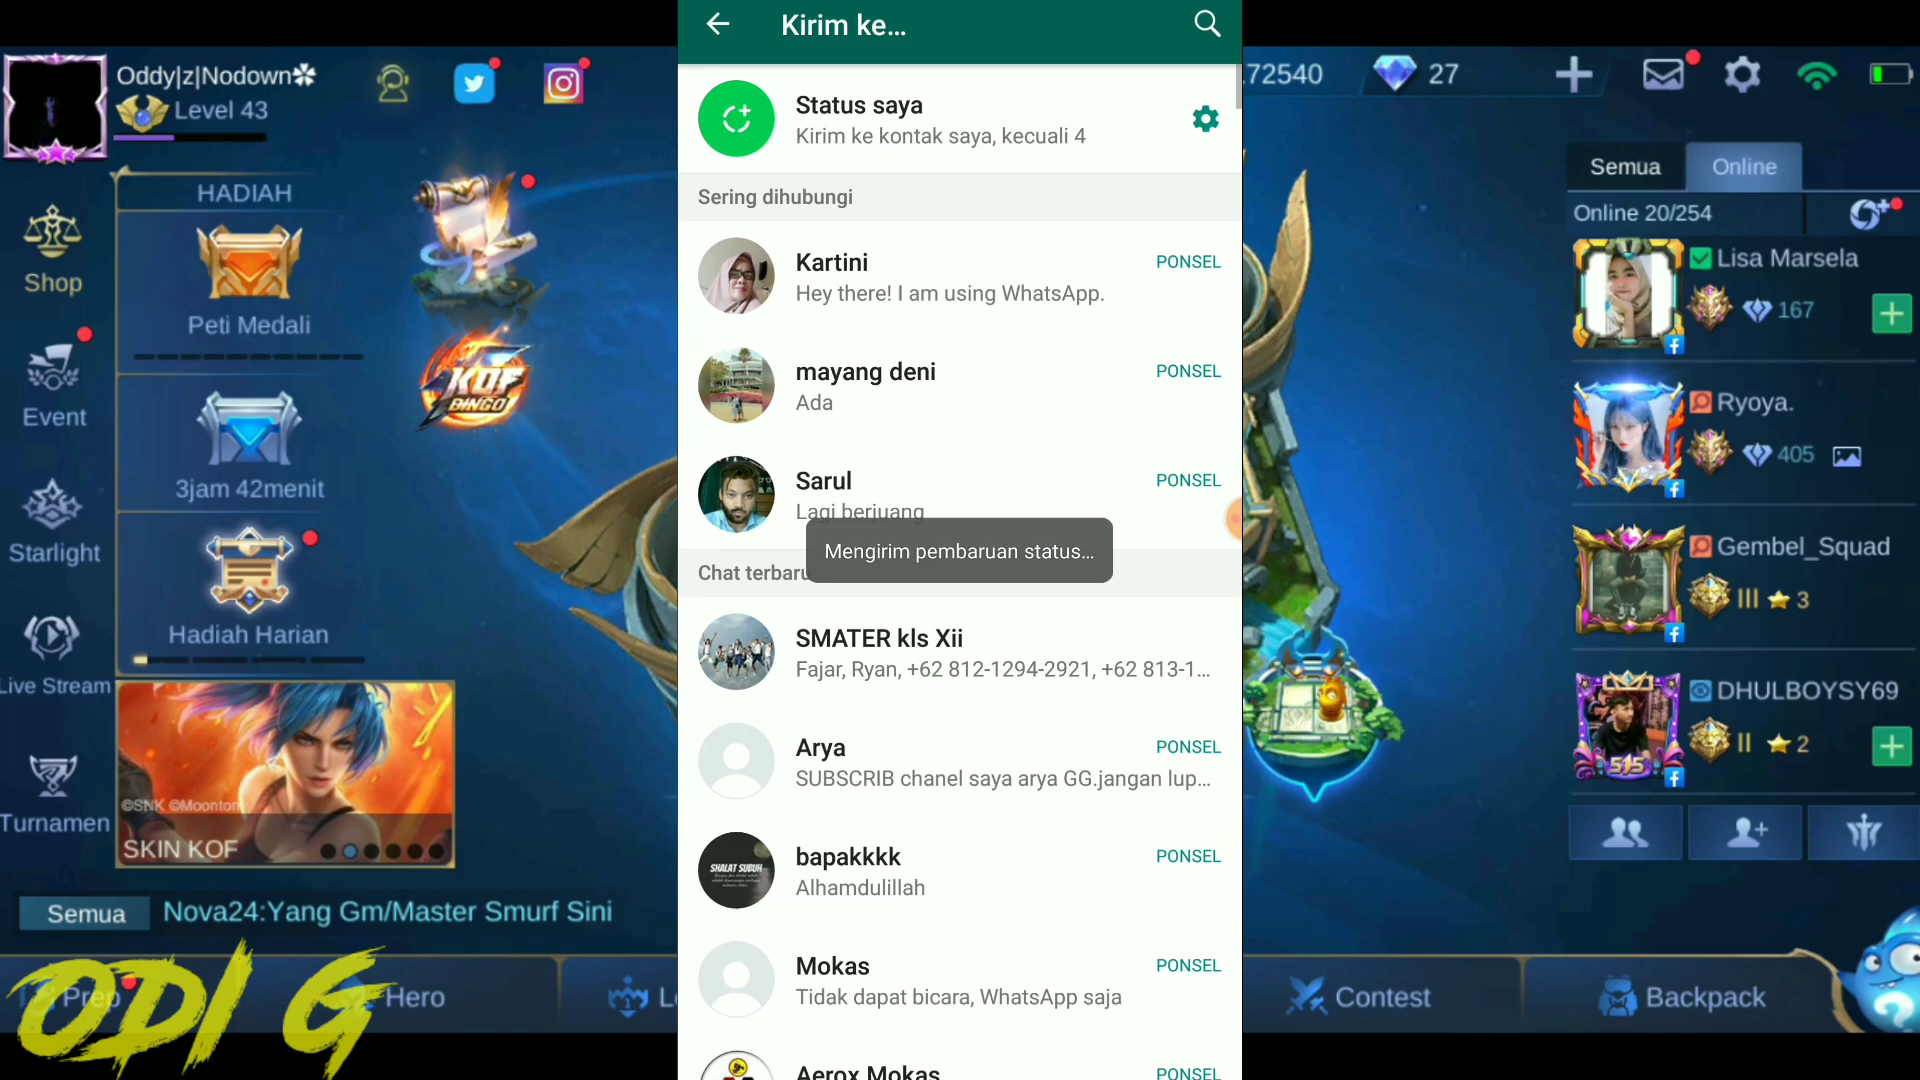 Oddy|z|Nodown✽
Level 43
HADIAH
Peti Medali
3jam 42menit
Hadiah Harian
Shop
Event
Starlight
Live Stream
Turnamen
KOF
BINGO
©SNK ©Moonton
SKIN KOF
Semua
Nova24:Yang Gm/Master Smurf Sini
Prep
Hero
ODI G
Kirim ke…
Status saya
Kirim ke kontak saya, kecuali 4
Sering dihubungi
Kartini
PONSEL
Hey there! I am using WhatsApp.
mayang deni
PONSEL
Ada
Sarul
PONSEL
Lagi berjuang
Mengirim pembaruan status…
Chat terbaru
SMATER kls Xii
Fajar, Ryan, +62 812-1294-2921, +62 813-1…
Arya
PONSEL
SUBSCRIB chanel saya arya GG.jangan lup…
SHALAT SUBUH
bapakkkk
PONSEL
Alhamdulillah
Mokas
PONSEL
Tidak dapat bicara, WhatsApp saja
Aerox Mokas
PONSEL
72540
27
Semua
Online
Online 20/254
Lisa Marsela
167
Ryoya.
405
Gembel_Squad
III 3
DHULBOYSY69
II 2
515
Contest
Backpack